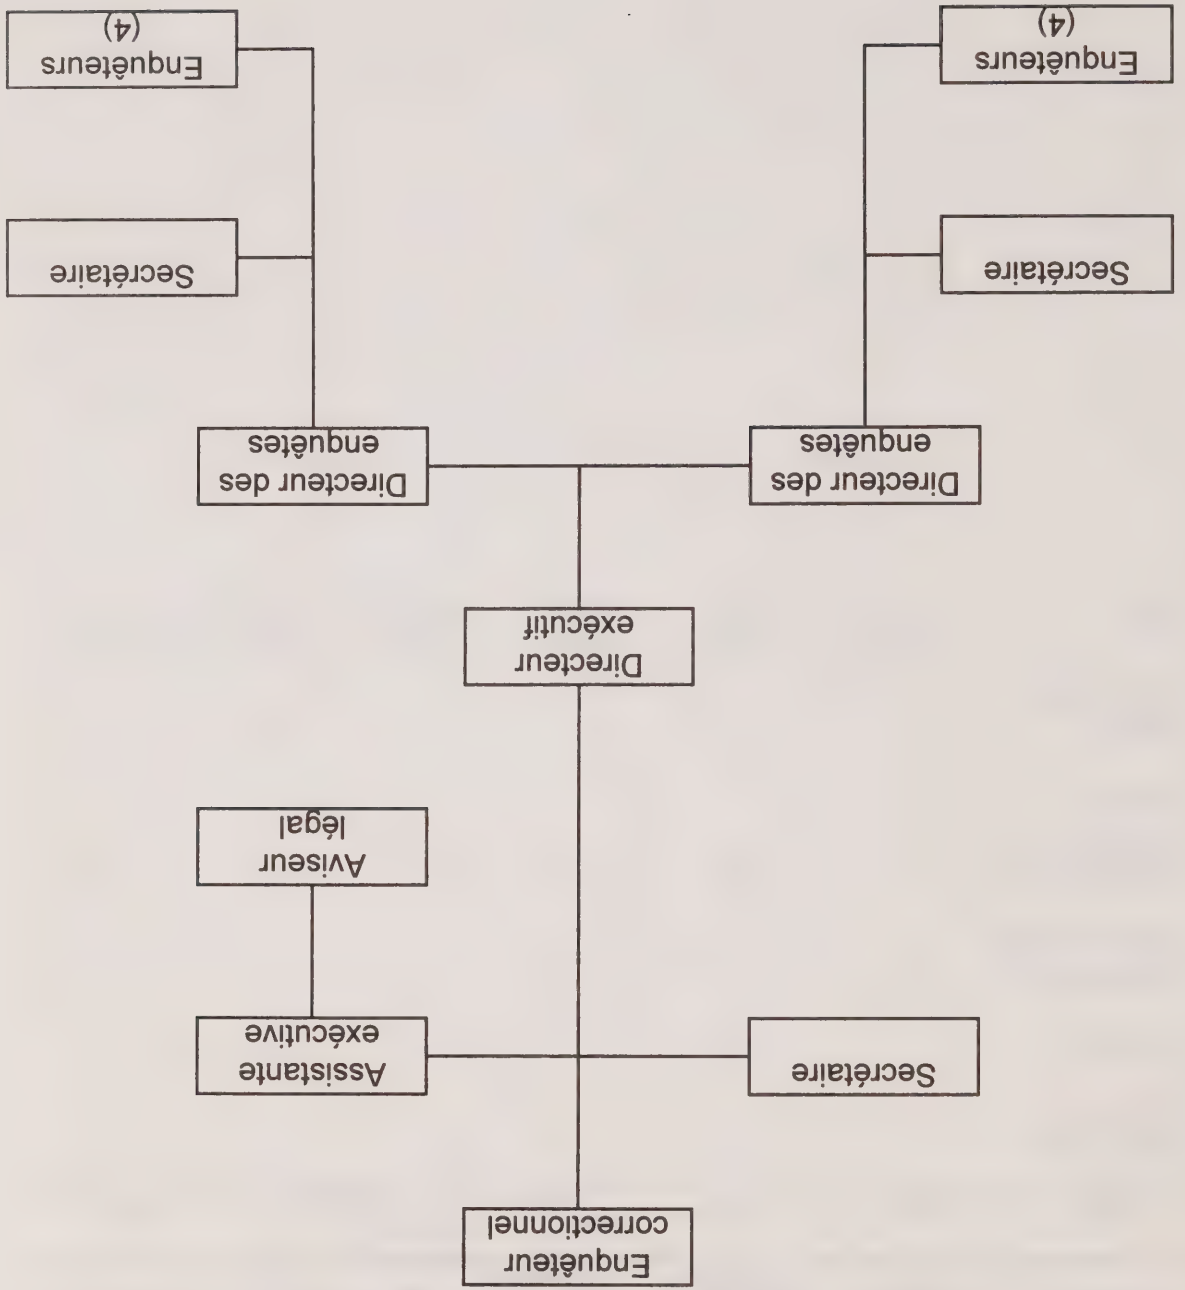 Enquêteur
correctionnel
Secrétaire
Assistante
exécutive
Aviseur
légal
Directeur
exécutif
Directeur des
enquêtes
Directeur des
enquêtes
Secrétaire
Secrétaire
Enquêteurs
(4)
Enquêteurs
(4)